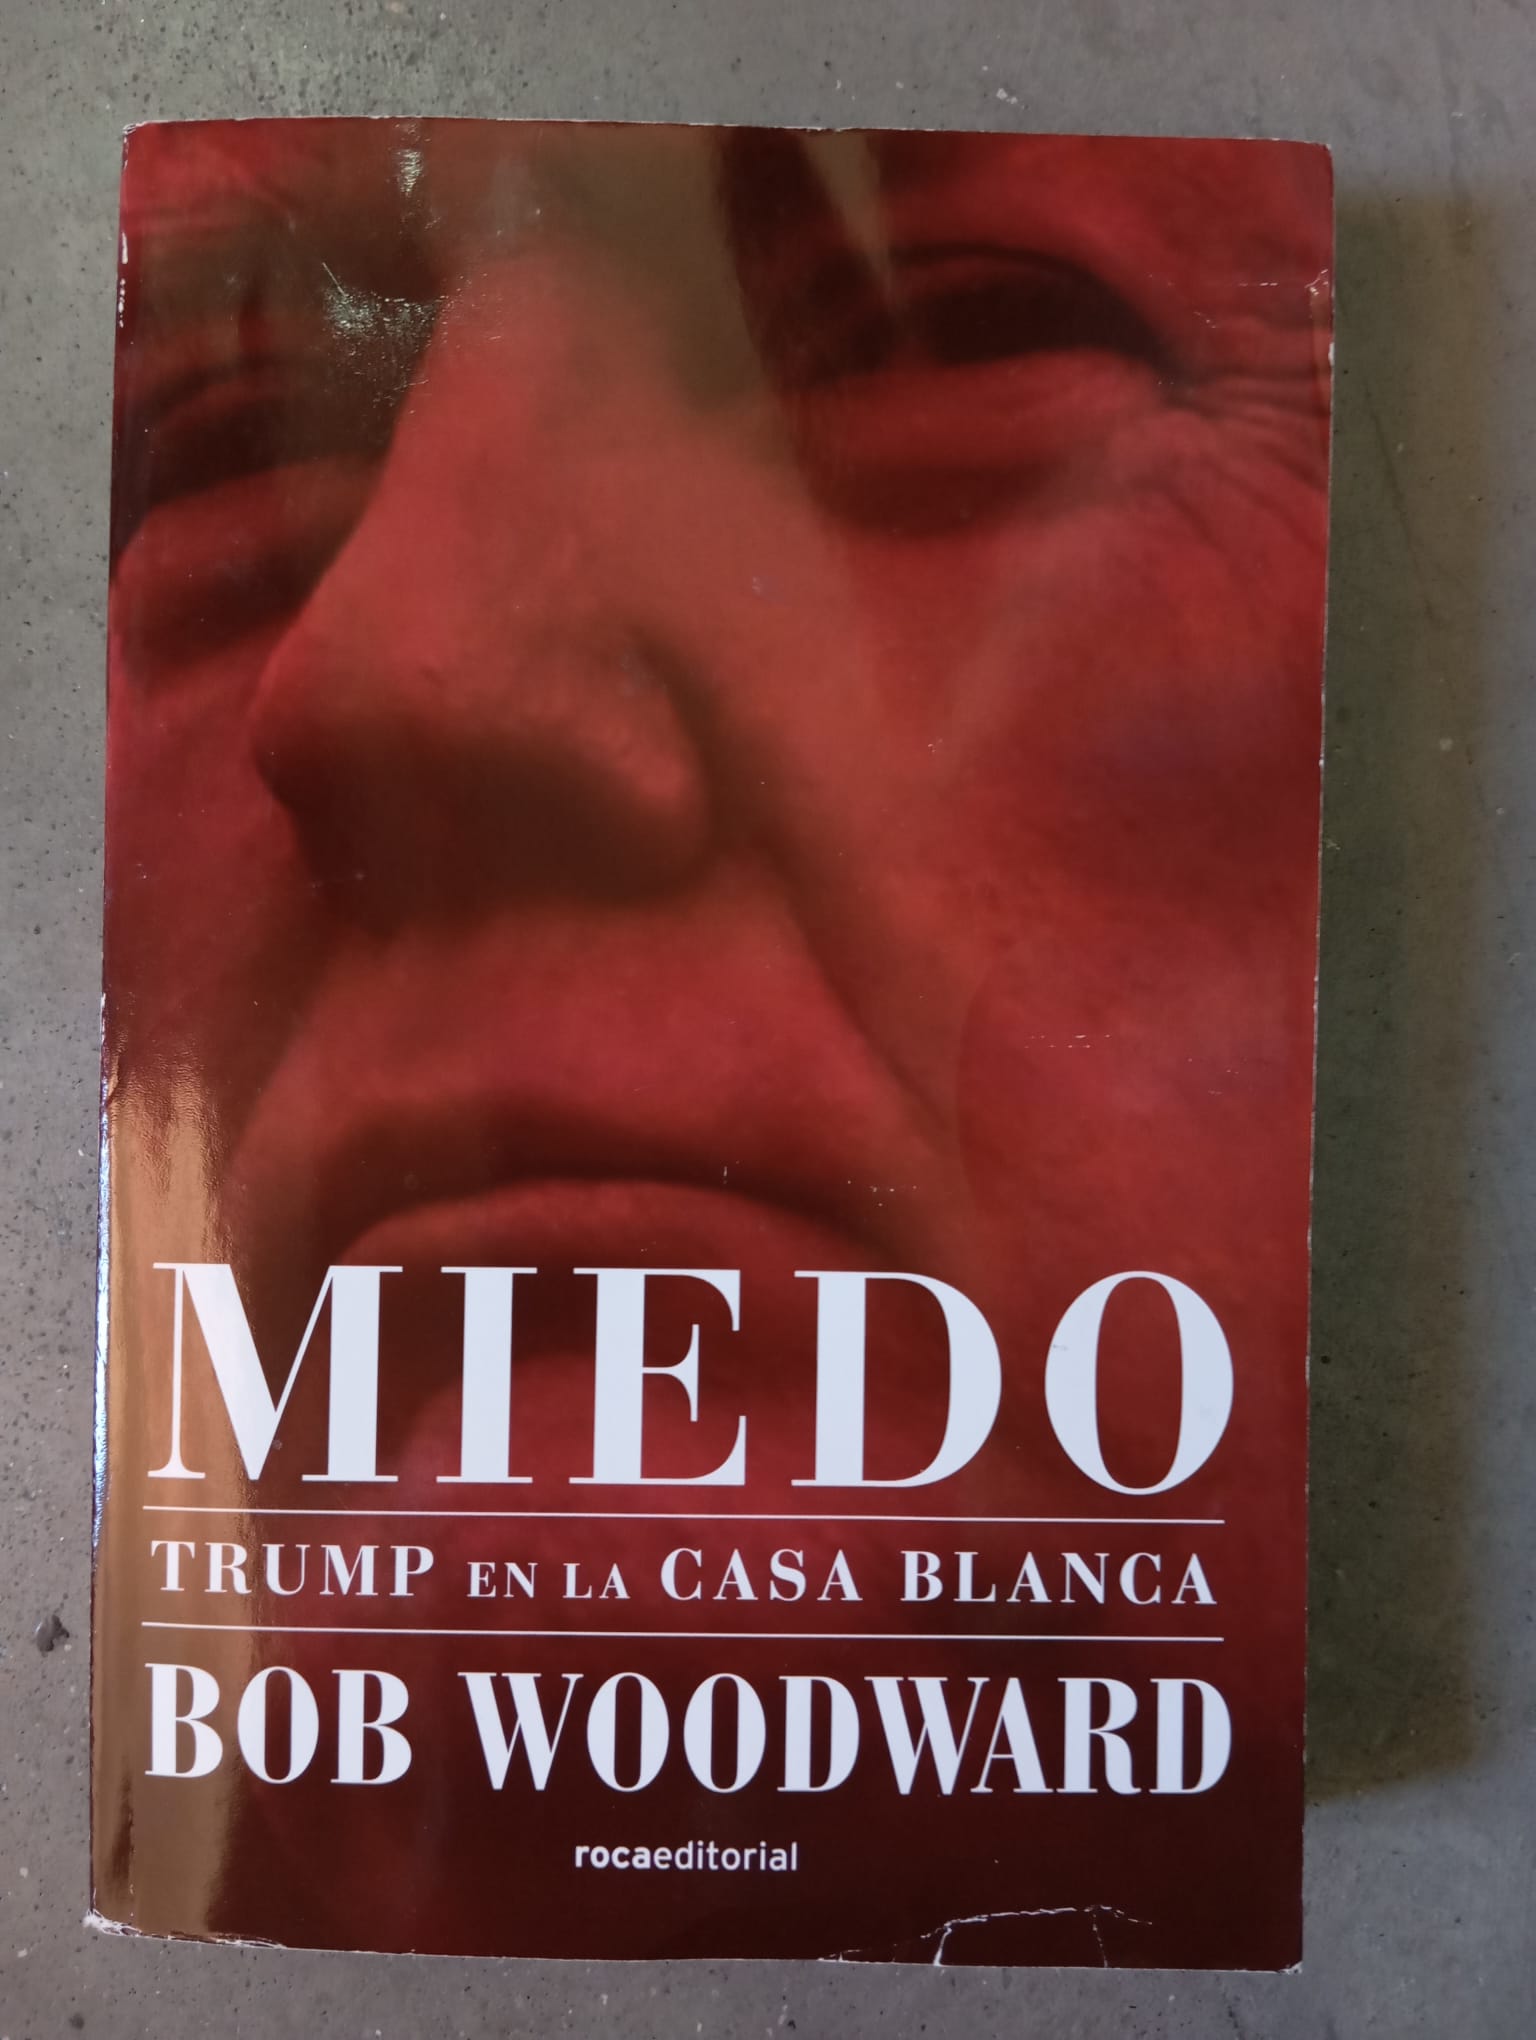 MIEDO
TRUMP EN LA CASA BLANCA
BOB WOODWARD
rocaeditorial